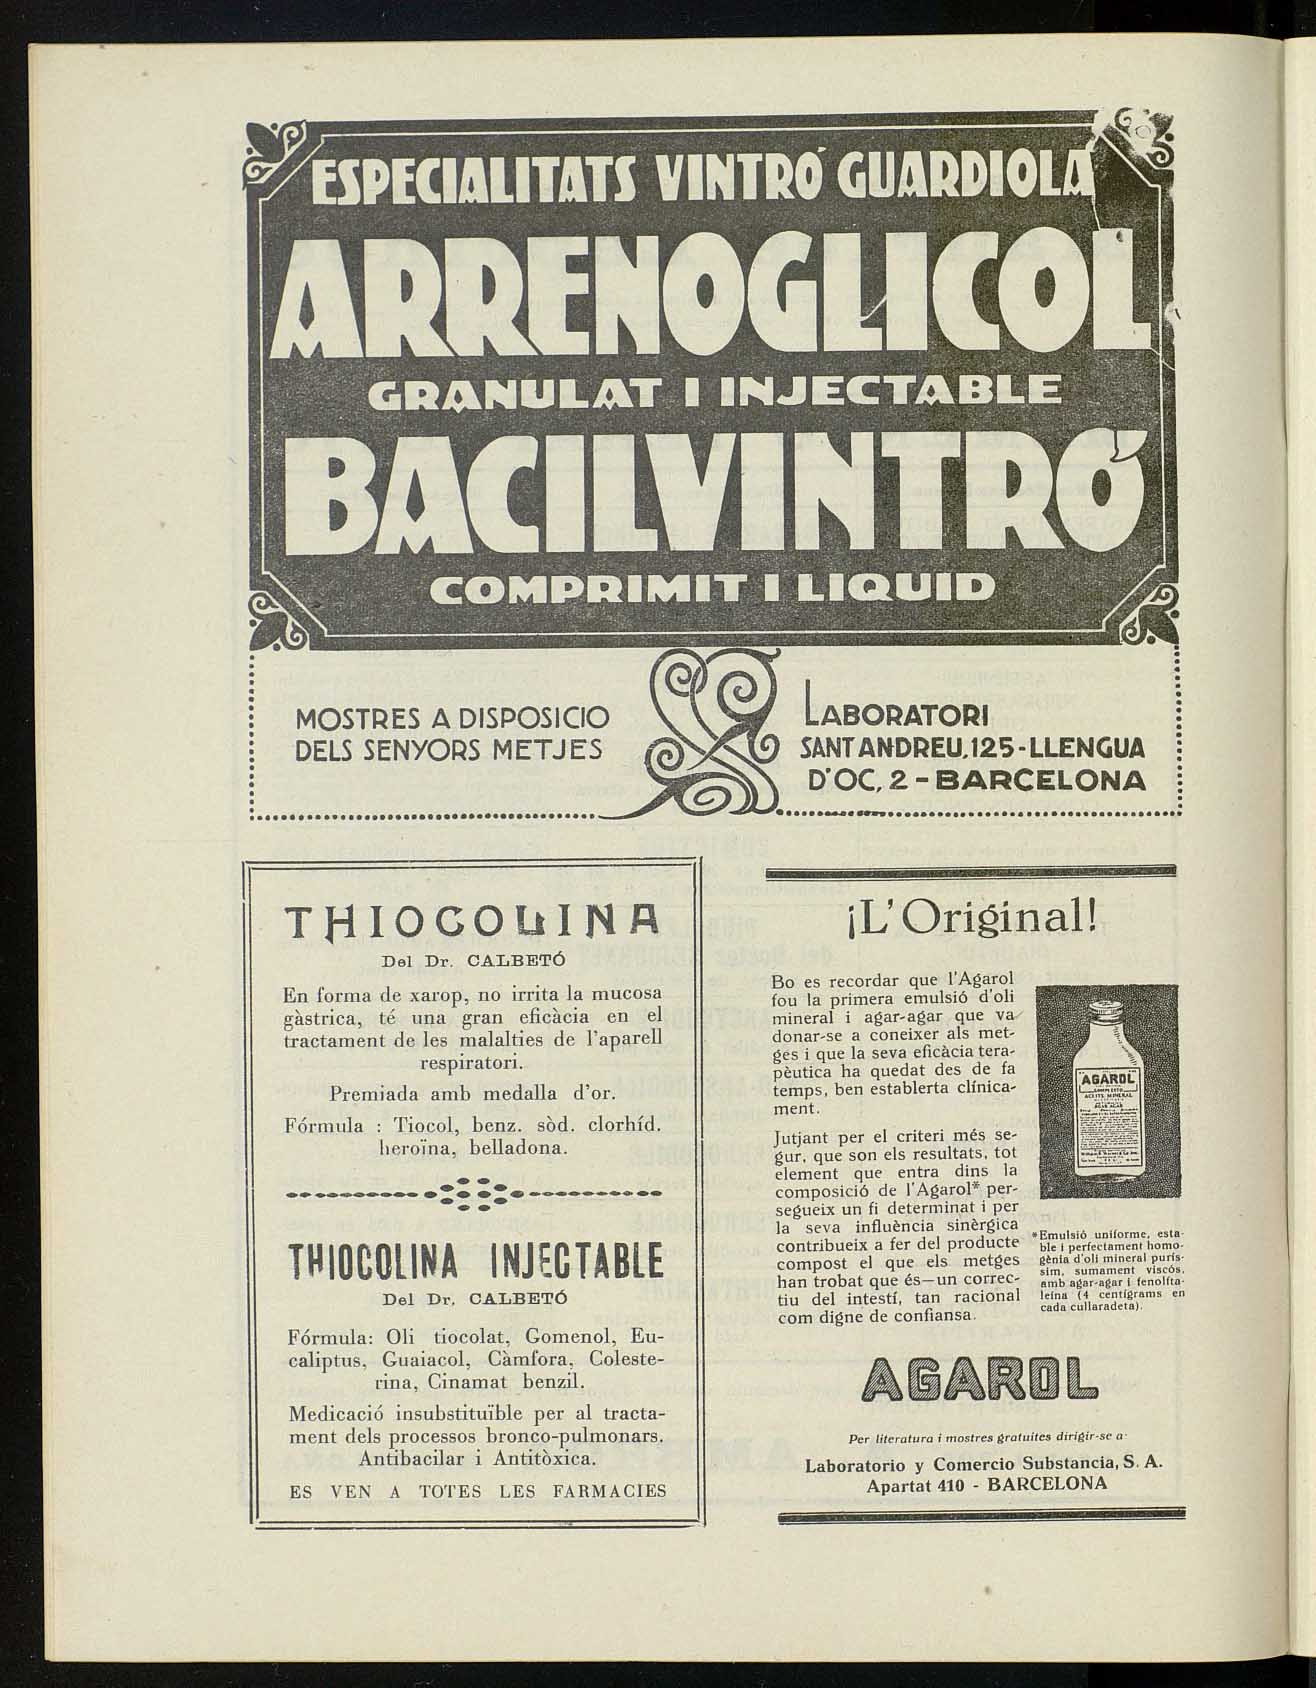 ESPECIALITATS VINTRÓ GUARDIOLA
ARRENOGLICOL
GRANULAT I INJECTABLE
BACILVINTRÓ
COMPRIMIT I LIQUID
MOSTRES A DISPOSICIO
DELS SENYORS METJES
LABORATORI
SANT ANDREU, 125 - LLENGUA
D'OC, 2 - BARCELONA
THIOCOLINA
Del Dr. CALBETÓ
En forma de xarop, no irrita la mucosa
gàstrica, té una gran eficàcia en el
tractament de les malalties de l'aparell
respiratori.
Premiada amb medalla d'or.
Fórmula : Tiocol, benz. sòd. clorhíd.
heroïna, belladona.
THIOCOLINA INJECTABLE
Del Dr. CALBETÓ
Fórmula: Oli tiocolat, Gomenol, Eu-
caliptus, Guaiacol, Càmfora, Coleste-
rina, Cinamat benzil.
Medicació insubstituïble per al tracta-
ment dels processos bronco-pulmonars.
Antibacilar i Antitòxica.
ES VEN A TOTES LES FARMACIES
¡L'Original!
Bo es recordar que l'Agarol
fou la primera emulsió d'oli
mineral i agar-agar que va
donar-se a coneixer als met-
ges i que la seva eficàcia tera-
pèutica ha quedat des de fa
temps, ben establerta clínica-
ment.
Jutjant per el criteri més se-
gur, que son els resultats, tot
element que entra dins la
composició de l'Agarol* per-
segueix un fi determinat i per
la seva influència sinèrgica
contribueix a fer del producte
compost el que els metges
han trobat que és—un correc-
tiu del intestí, tan racional
com digne de confiansa.
AGAROL
ACEITE MINERAL
AGAR AGAR
*Emulsió uniforme, esta-
ble i perfectament homo-
gènia d'oli mineral purís-
sim, sumament viscós,
amb agar-agar i fenolfta-
leína (4 centígrams en
cada cullaradeta).
AGAROL
Per literatura i mostres gratuites dirigir-se a:
Laboratorio y Comercio Substancia, S. A.
Apartat 410 - BARCELONA